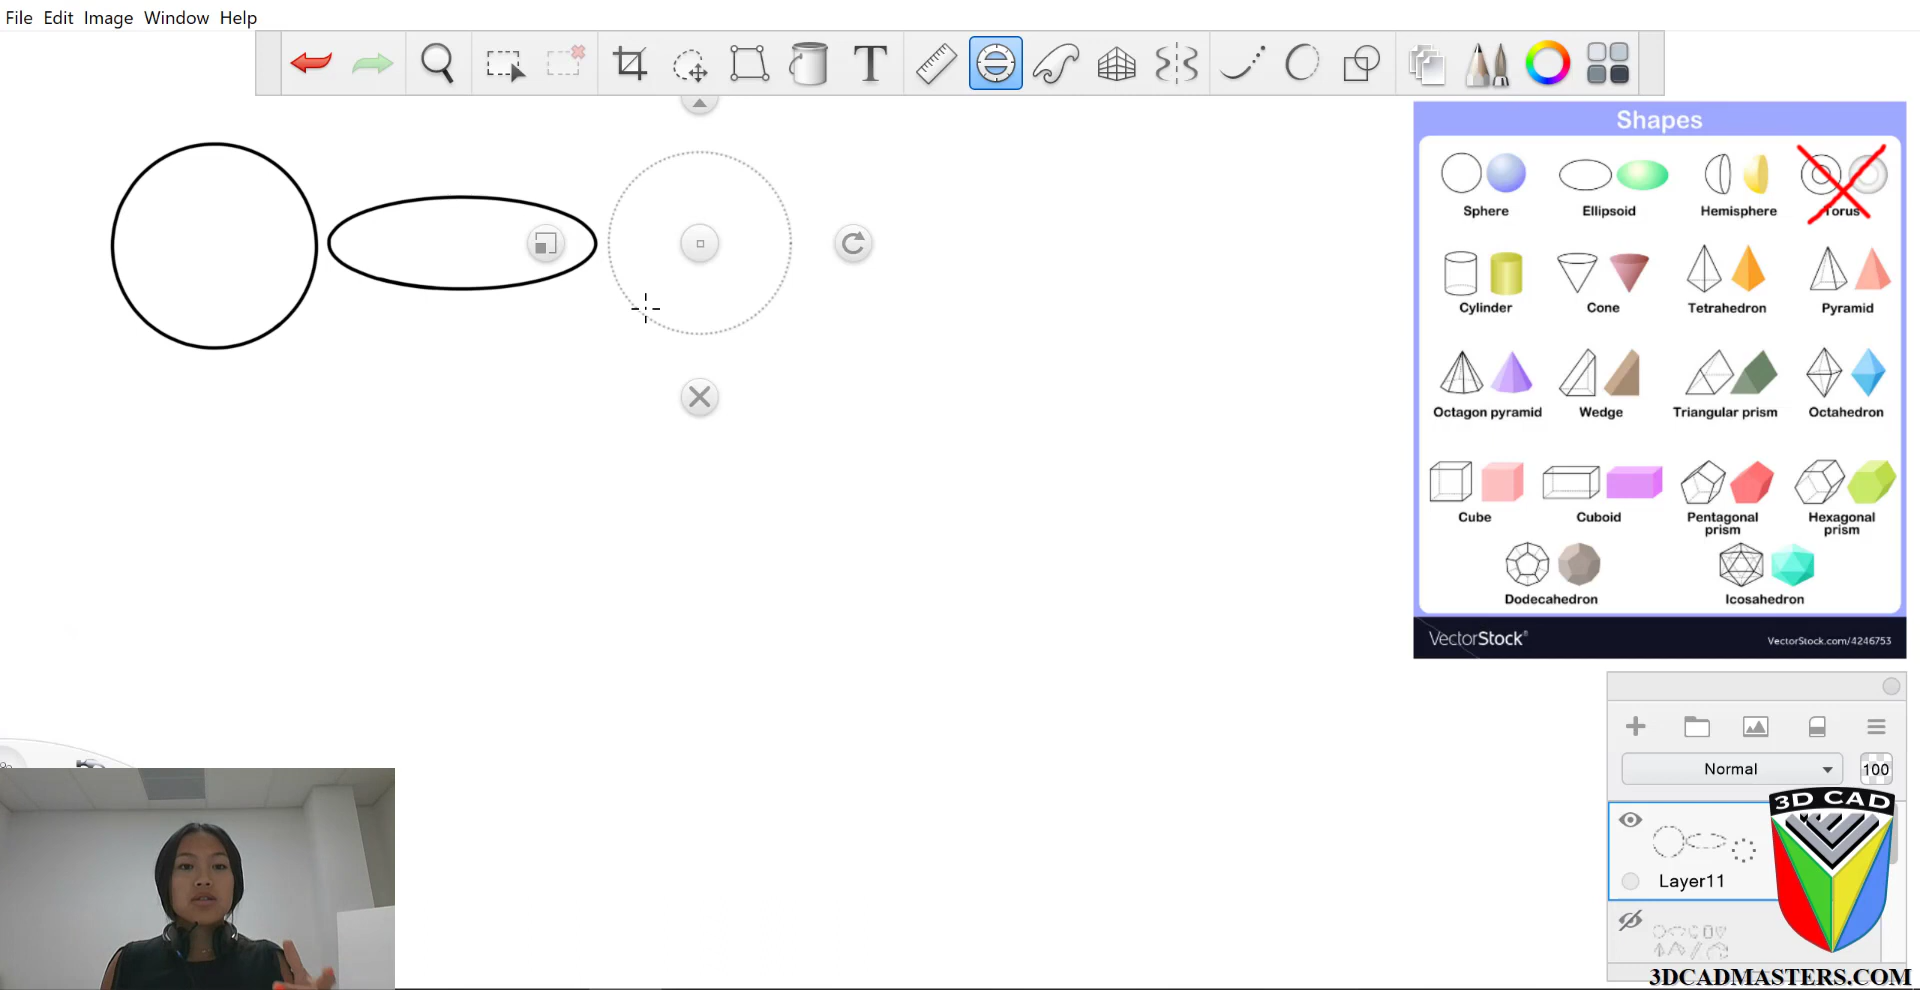 File Edit Image Window Help
T
Shapes
Sphere
Ellipsoid
Hemisphere
Torus
Cylinder
Cone
Tetrahedron
Pyramid
Octagon pyramid
Wedge
Triangular prism
Octahedron
Cube
Cuboid
Pentagonal
prism
Hexagonal
prism
Dodecahedron
Icosahedron
VectorStock®
VectorStock.com/4246753
Normal
100
3D CAD
Layer11
3DCADMASTERS.COM